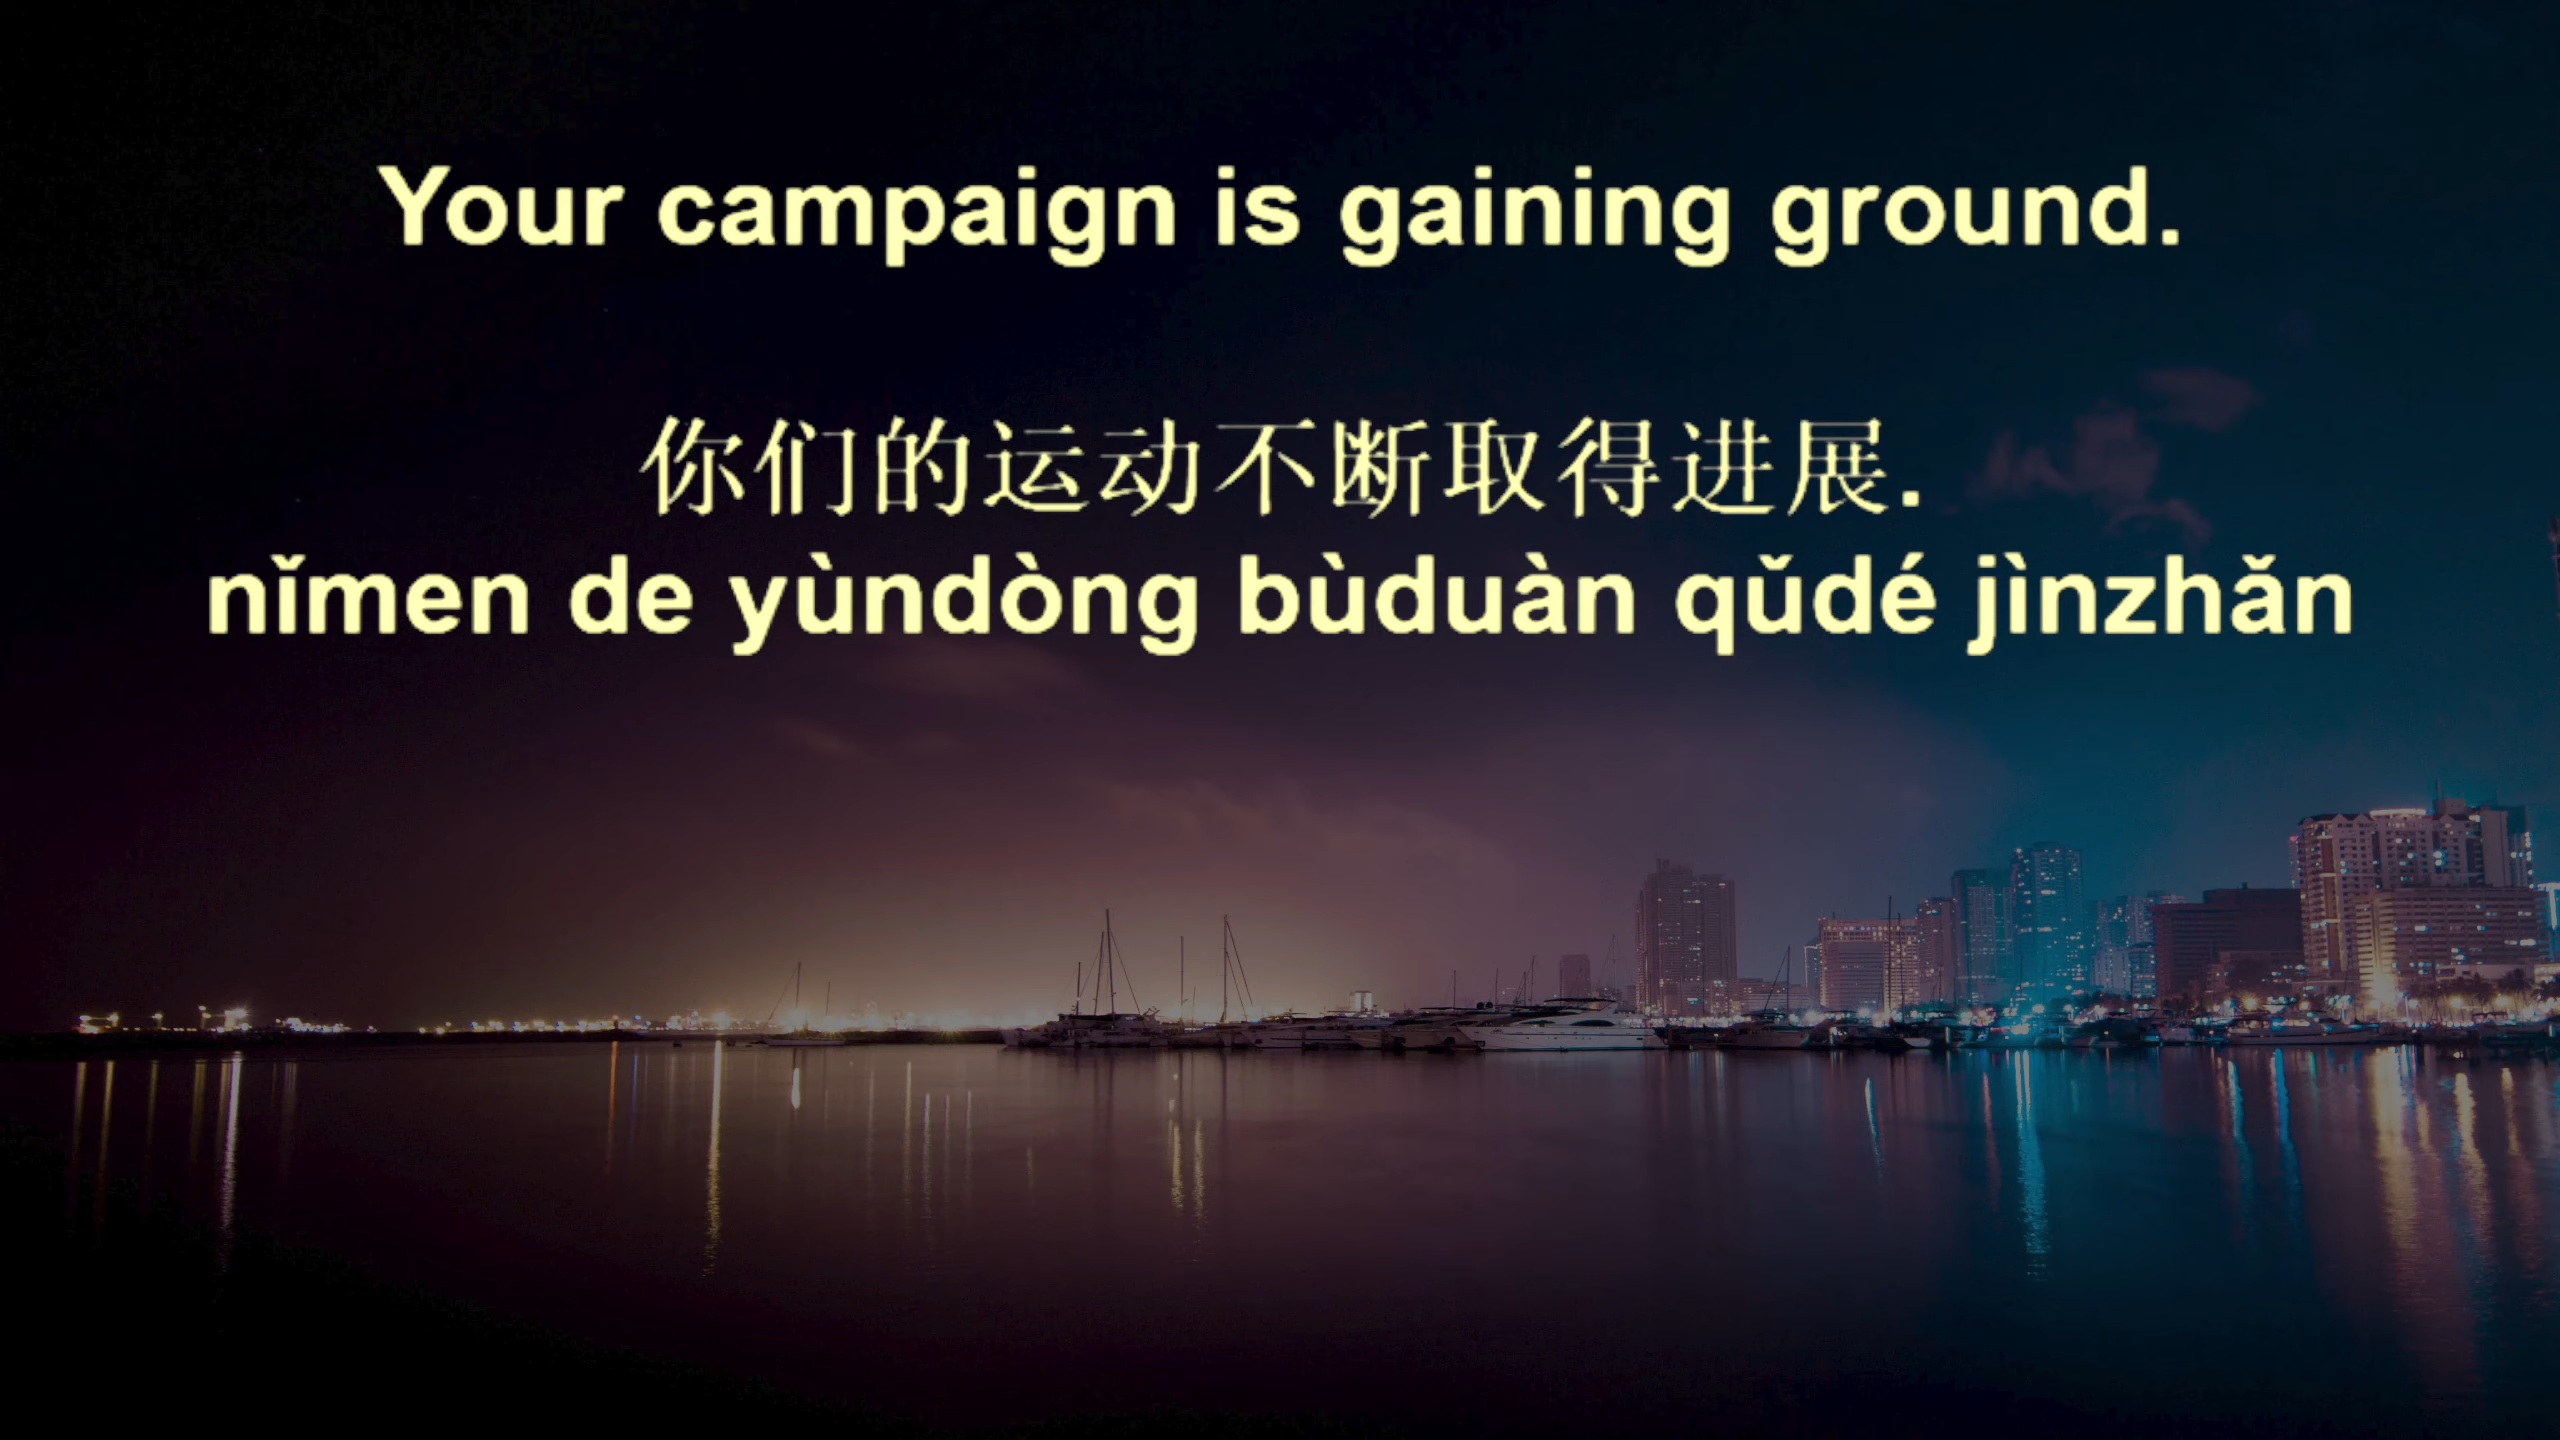 Your campaign is gaining ground.
你们的运动不断取得进展.
nǐmen de yùndòng bùduàn qǔdé jìnzhǎn